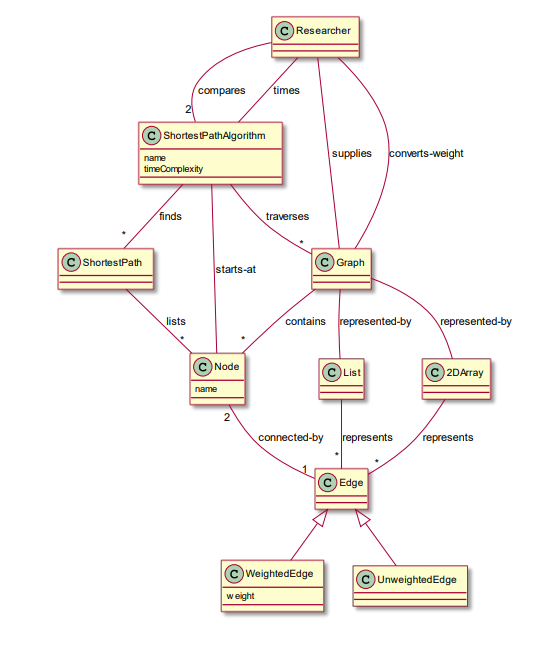 C Researcher
compares
times
2
C ShortestPathAlgorithm
name
timeComplexity
supplies
converts-weight
finds
traverses
*
*
C ShortestPath
starts-at
C Graph
lists
contains
represented-by
represented-by
*
*
C Node
name
C List
C 2DArray
2
connected-by
represents
represents
1
*
*
C Edge
C WeightedEdge
weight
C UnweightedEdge